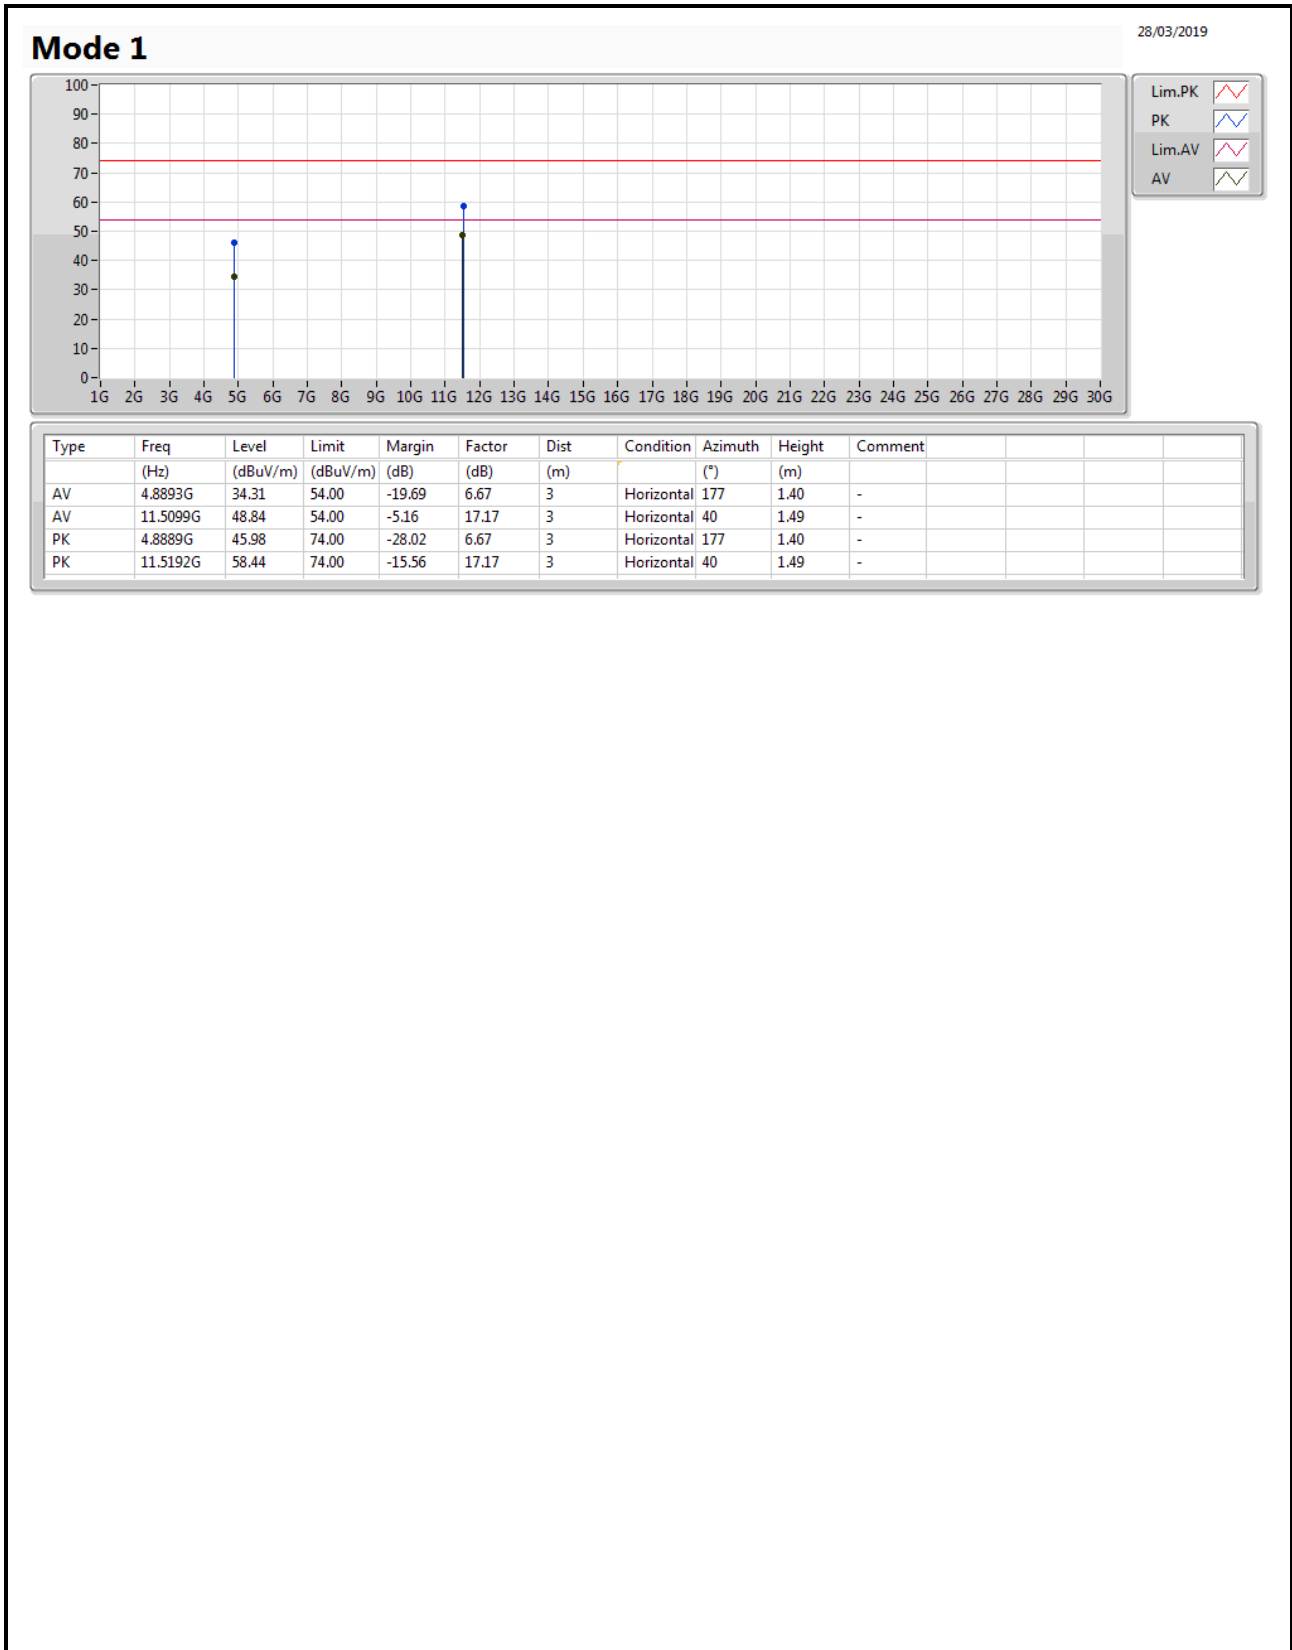 28/03/2019
Mode 1
100
90
80
70
60
50
40
30
20
10
0
1G 2G 3G 4G 5G 6G 7G 8G 9G 10G 11G 12G 13G 14G 15G 16G 17G 18G 19G 20G 21G 22G 23G 24G 25G 26G 27G 28G 29G 30G
Lim.PK
PK
Lim.AV
AV
Type Freq Level Limit Margin Factor Dist Condition Azimuth Height Comment
(Hz) (dBuV/m) (dBuV/m) (dB) (dB) (m) (°) (m)
AV 4.8893G 34.31 54.00 -19.69 6.67 3 Horizontal 177 1.40 -
AV 11.5099G 48.84 54.00 -5.16 17.17 3 Horizontal 40 1.49 -
PK 4.8889G 45.98 74.00 -28.02 6.67 3 Horizontal 177 1.40 -
PK 11.5192G 58.44 74.00 -15.56 17.17 3 Horizontal 40 1.49 -